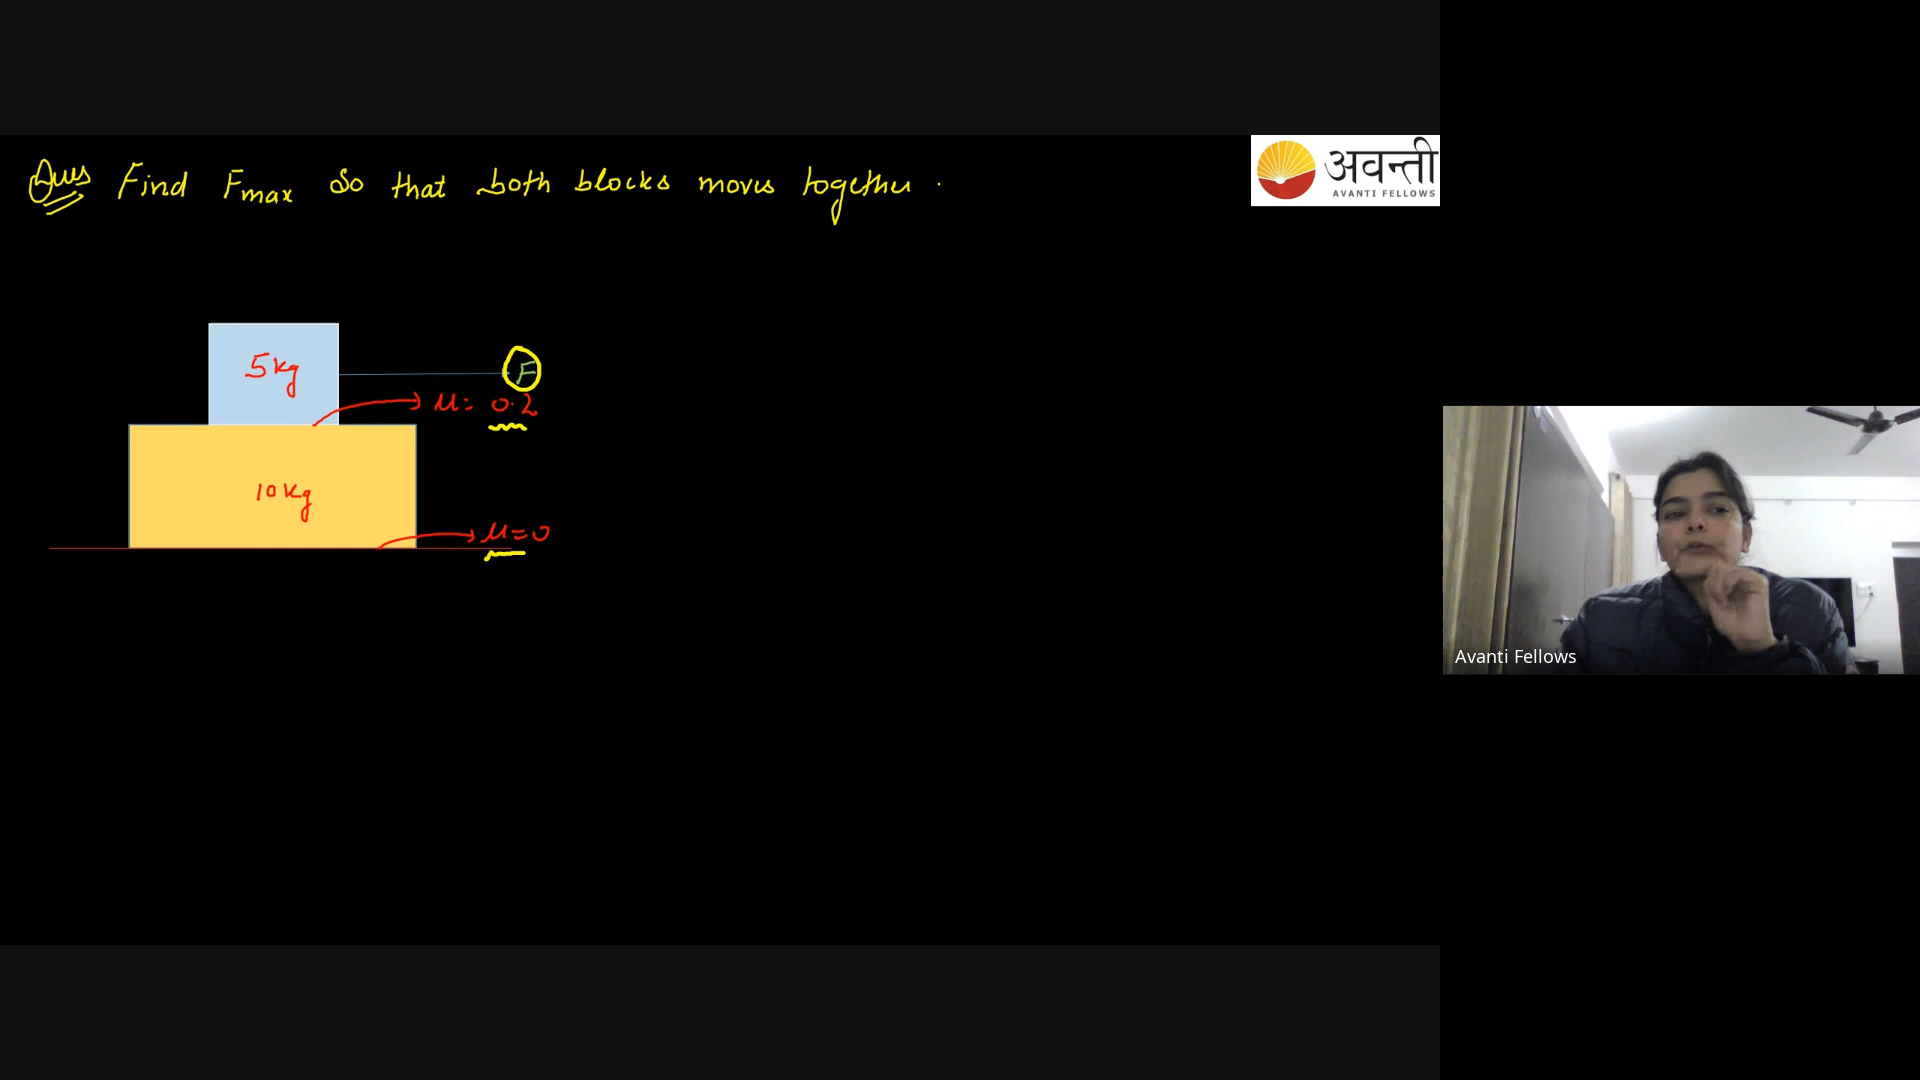 Ques Find Fmax so that both blocks moves together .
अवन्ती
AVANTI FELLOWS
5kg
F
μ= 0.2
10kg
μ=0
Avanti Fellows